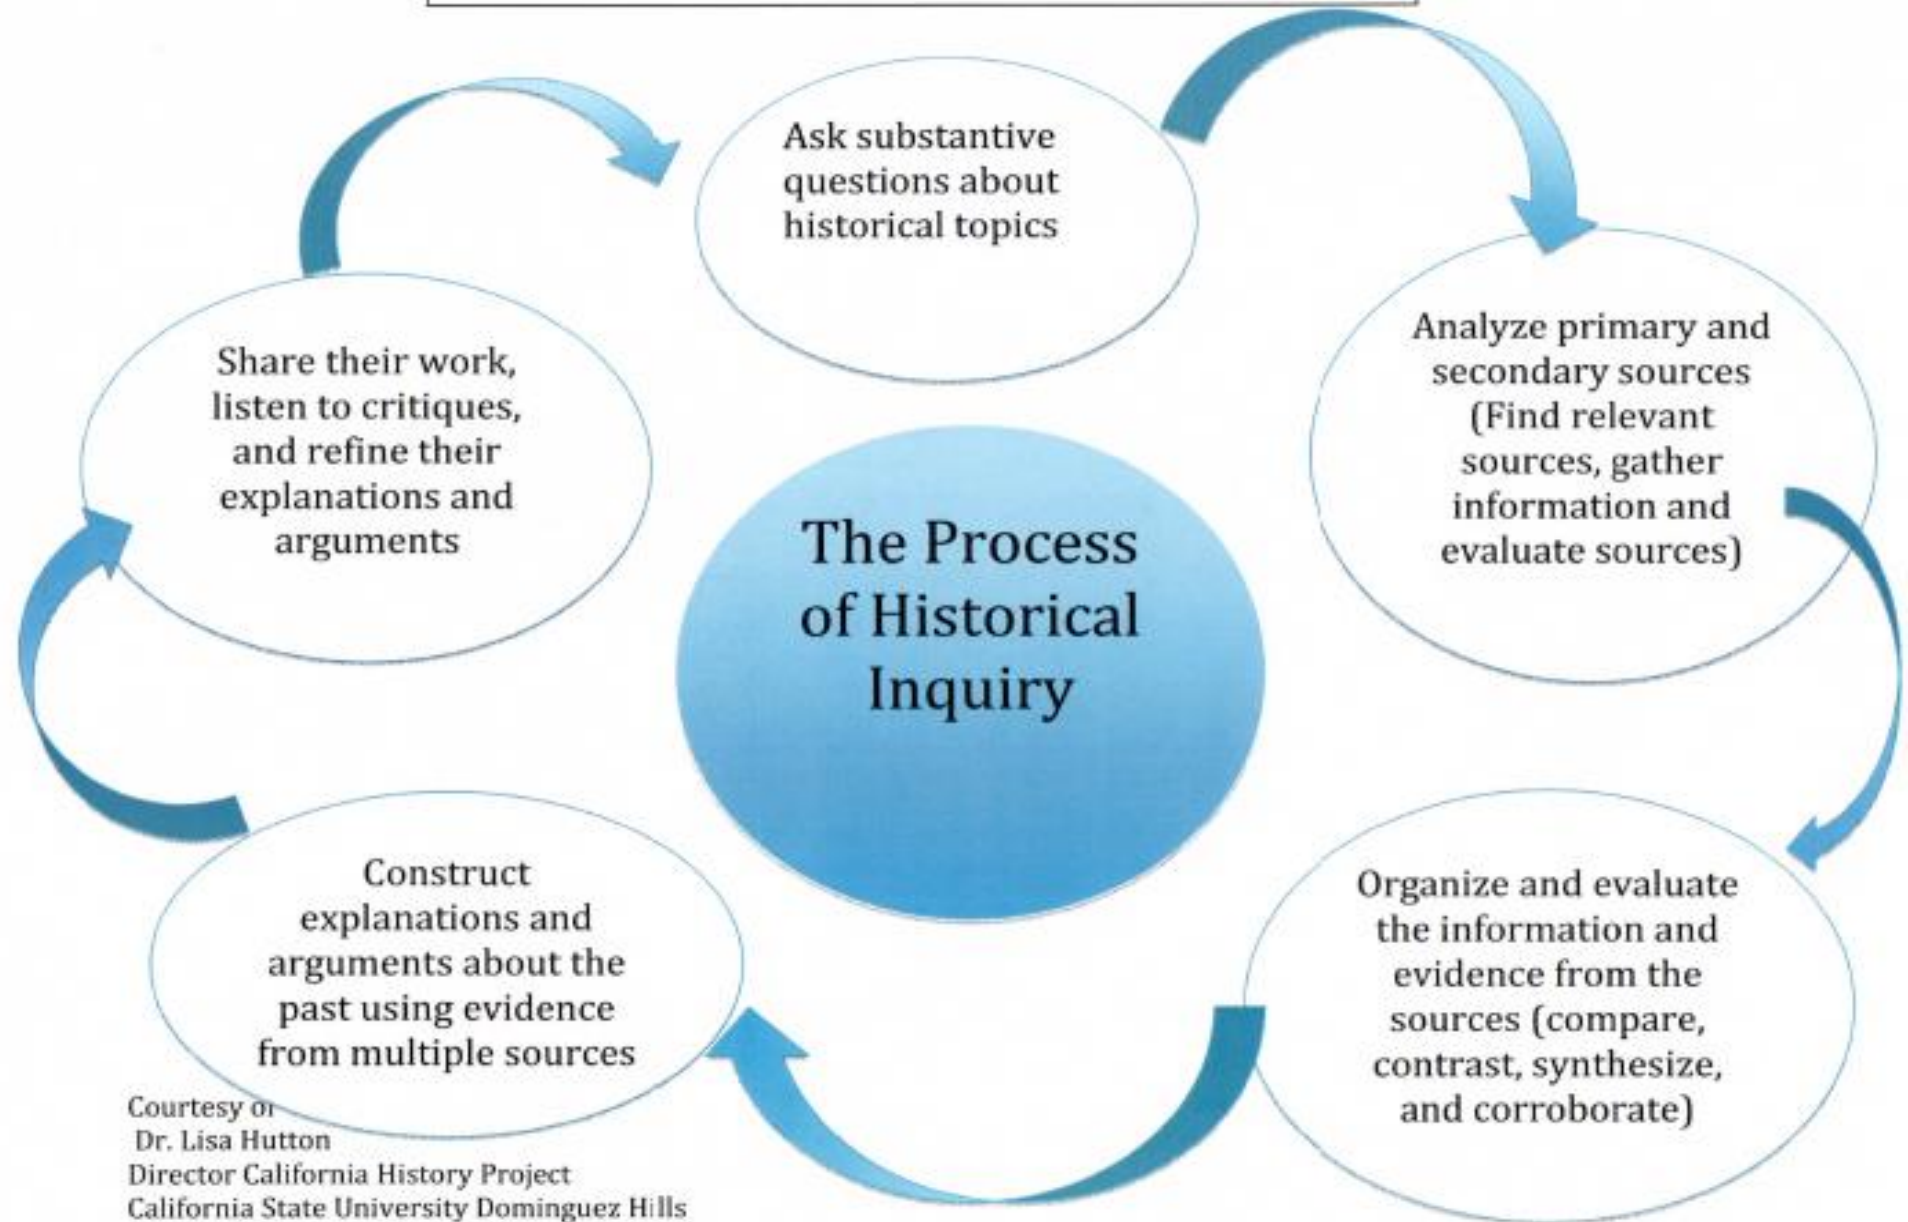 Ask substantive
questions about
historical topics
Analyze primary and
secondary sources
(Find relevant
sources, gather
information and
evaluate sources)
Organize and evaluate
the information and
evidence from the
sources (compare,
contrast, synthesize,
and corroborate)
Construct
explanations and
arguments about the
past using evidence
from multiple sources
Share their work,
listen to critiques,
and refine their
explanations and
arguments
The Process
of Historical
Inquiry
Courtesy of
Dr. Lisa Hutton
Director California History Project
California State University Dominguez Hills